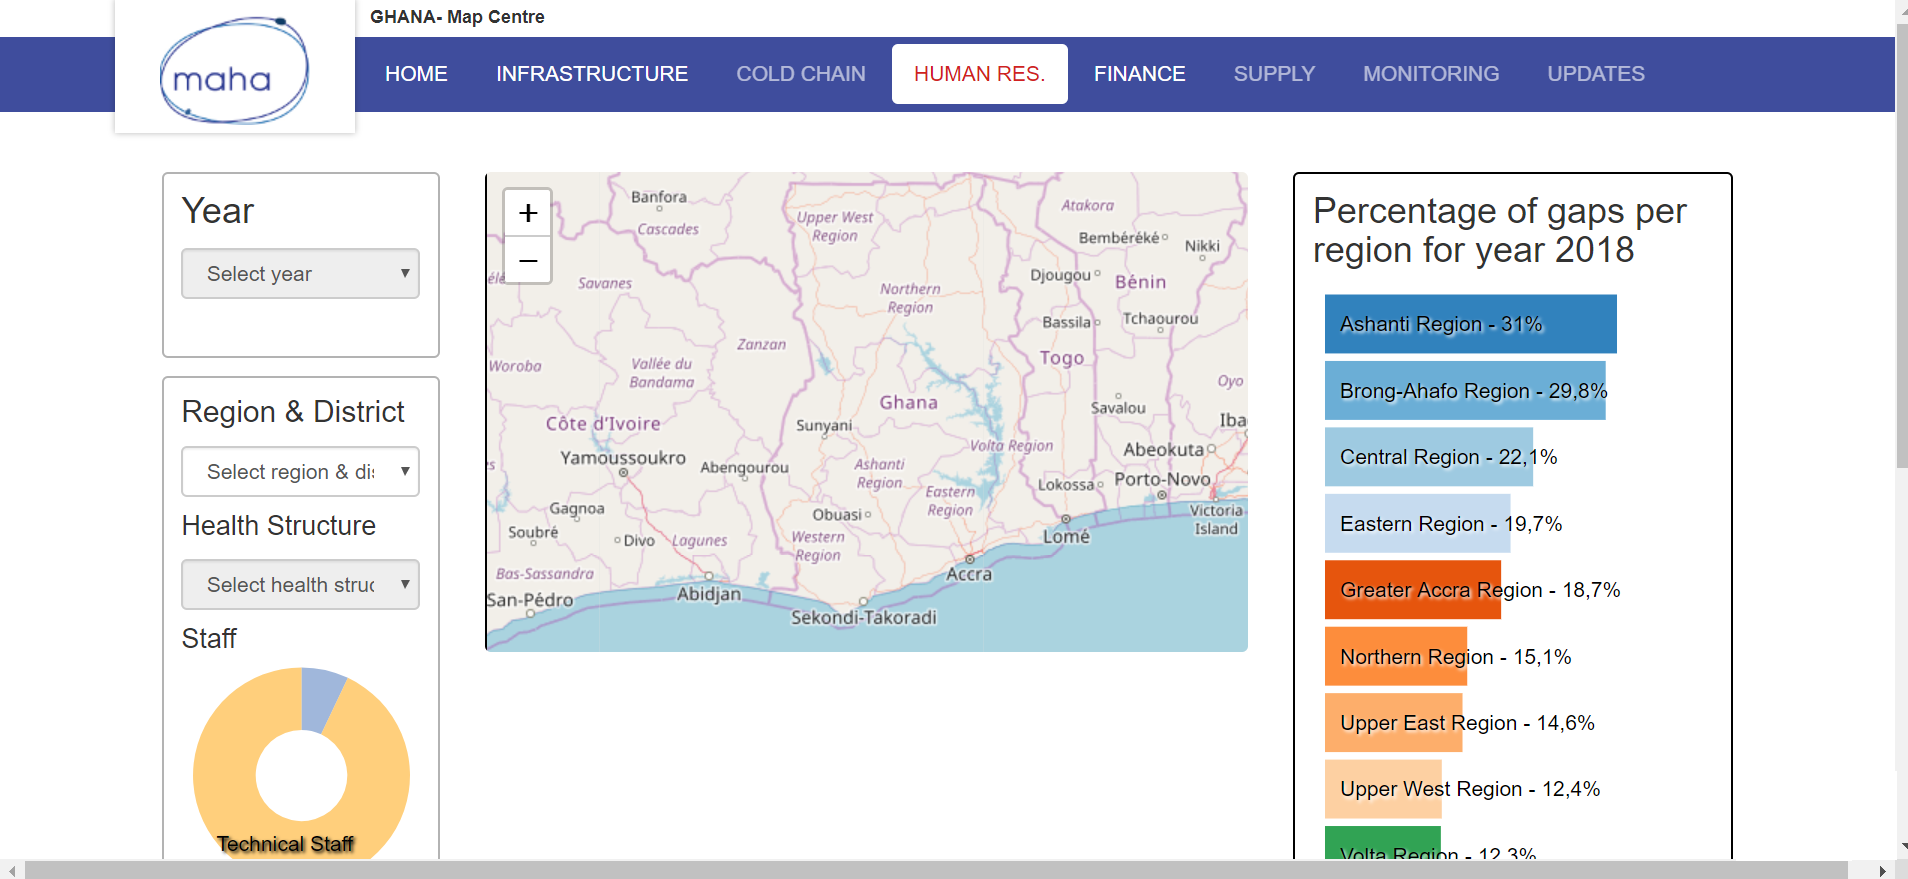 GHANA- Map Centre
maha
HOME
INFRASTRUCTURE
COLD CHAIN
HUMAN RES.
FINANCE
SUPPLY
MONITORING
UPDATES
Year
Select year
Region & District
Select region & di
Health Structure
Select health struc
Staff
Technical Staff
+
−
Banfora
Cascades
Upper West
Region
Atakora
Bembéréké
Nikki
Savanes
Northern
Region
Djougou
Bénin
Bassila
Tchaourou
Zanzan
Togo
Woroba
Vallée du
Bandama
Oyo
Ghana
Savalou
Iba
Côte d'Ivoire
Sunyani
Volta Region
Abeokuta
Yamoussoukro
Abengourou
Ashanti
Region
Lokossa
Porto-Novo
Eastern
Region
Gagnoa
Obuasi
Victoria
Island
Soubré
Divo
Lagunes
Western
Region
Lomé
Bas-Sassandra
Accra
San-Pédro
Abidjan
Sekondi-Takoradi
Percentage of gaps per
region for year 2018
Ashanti Region - 31%
Brong-Ahafo Region - 29,8%
Central Region - 22,1%
Eastern Region - 19,7%
Greater Accra Region - 18,7%
Northern Region - 15,1%
Upper East Region - 14,6%
Upper West Region - 12,4%
Volta Region - 12,3%